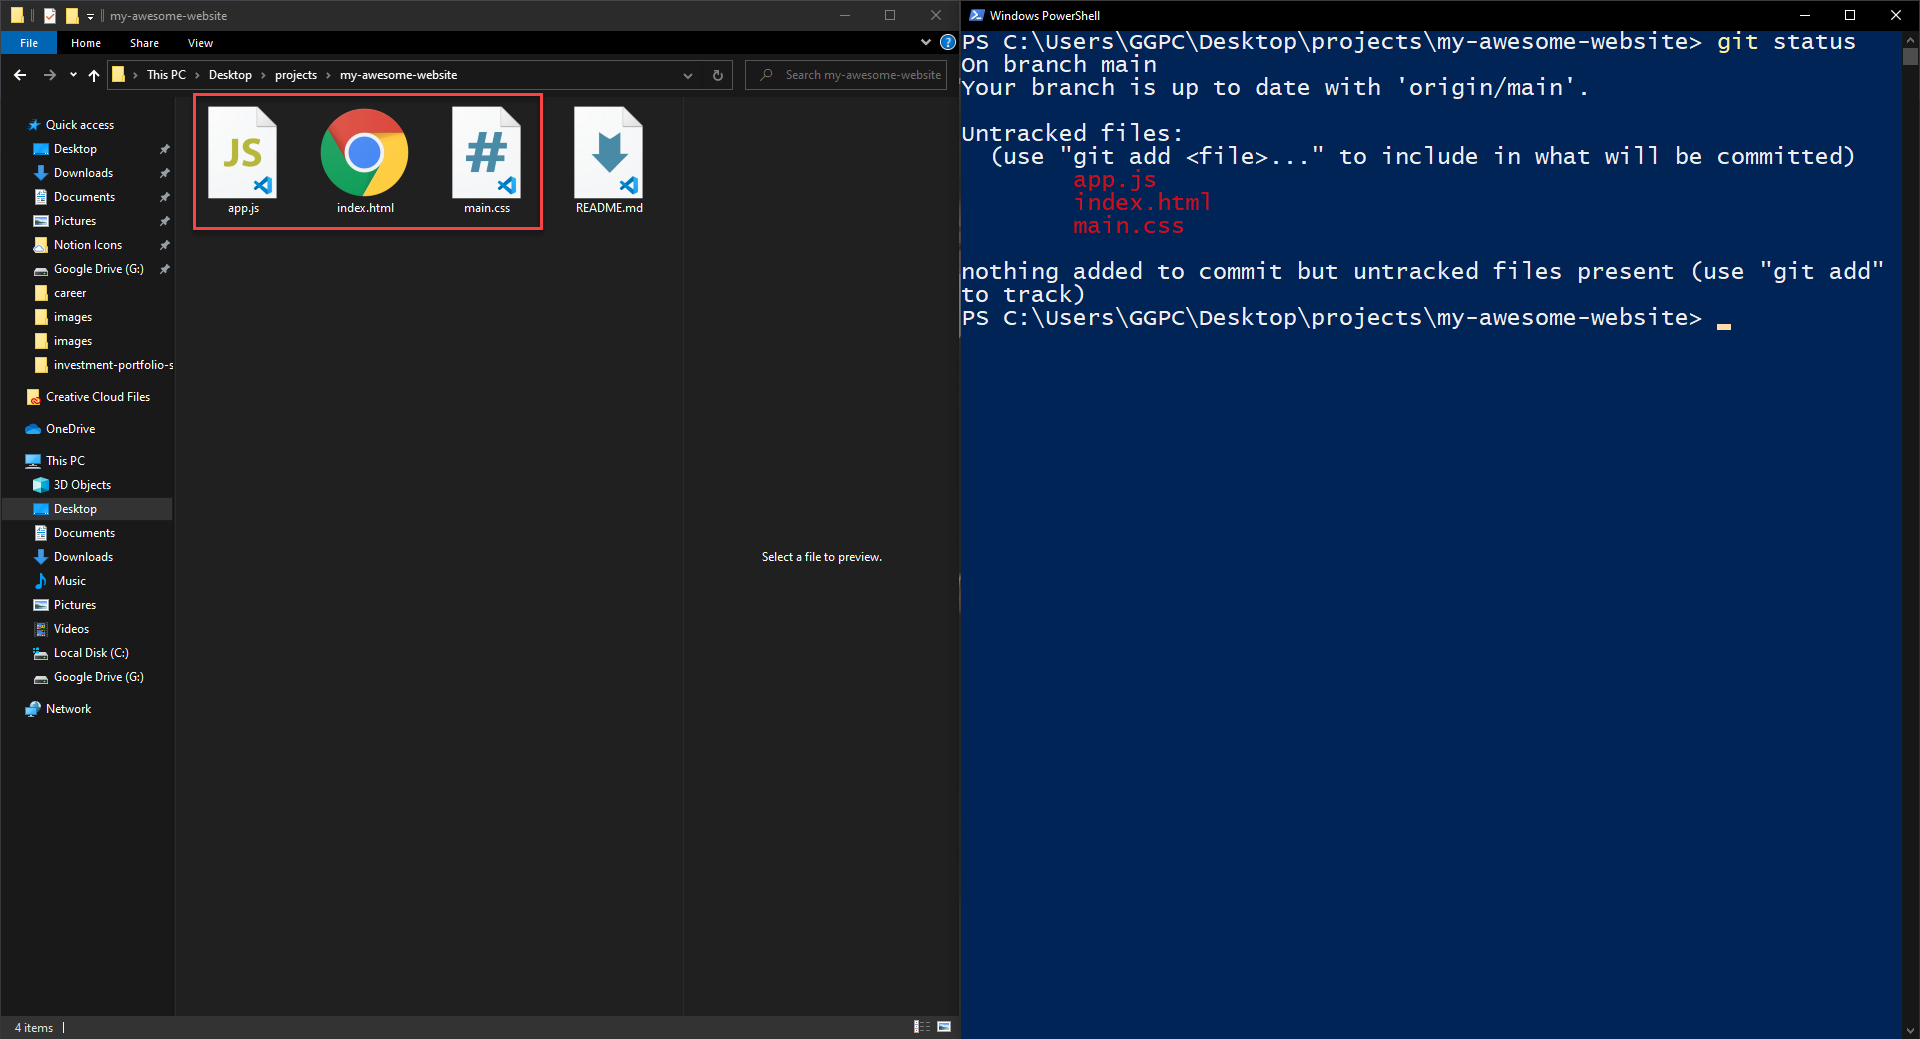 my-awesome-website
File Home Share View
This PC Desktop projects my-awesome-website
Search my-awesome-website
Quick access
Desktop
Downloads
Documents
Pictures
Notion Icons
Google Drive (G:)
career
images
images
investment-portfolio-s
Creative Cloud Files
OneDrive
This PC
3D Objects
Desktop
Documents
Downloads
Music
Pictures
Videos
Local Disk (C:)
Google Drive (G:)
Network
JS
#
app.js
index.html
main.css
README.md
Select a file to preview.
4 items
Windows PowerShell
PS C:\Users\GGPC\Desktop\projects\my-awesome-website> git status
On branch main
Your branch is up to date with 'origin/main'.
Untracked files:
(use "git add <file>..." to include in what will be committed)
app.js
index.html
main.css
nothing added to commit but untracked files present (use "git add"
to track)
PS C:\Users\GGPC\Desktop\projects\my-awesome-website>